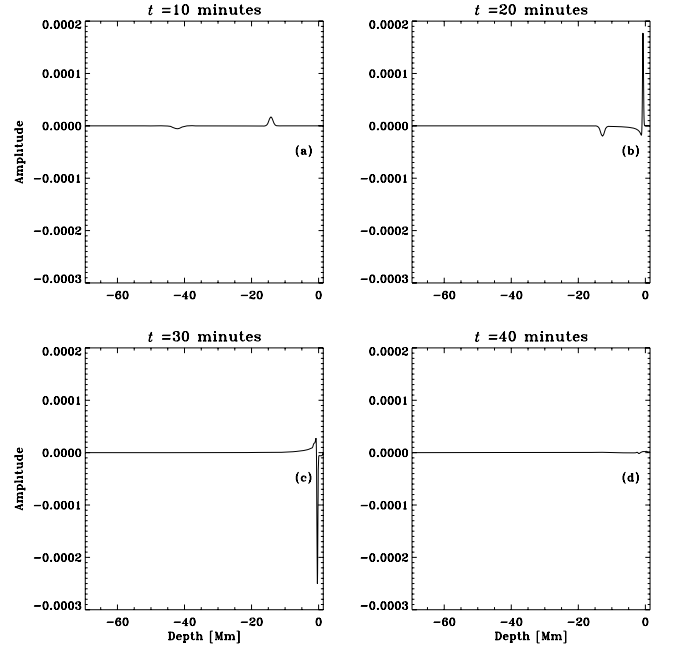 t =10 minutes
0.0002
0.0001
0.0000
−0.0001
−0.0002
−0.0003
Amplitude
(a)
−60 −40 −20 0
t =20 minutes
0.0002
0.0001
0.0000
−0.0001
−0.0002
−0.0003
(b)
−60 −40 −20 0
t =30 minutes
0.0002
0.0001
0.0000
−0.0001
−0.0002
−0.0003
Amplitude
(c)
−60 −40 −20 0
Depth [Mm]
t =40 minutes
0.0002
0.0001
0.0000
−0.0001
−0.0002
−0.0003
(d)
−60 −40 −20 0
Depth [Mm]